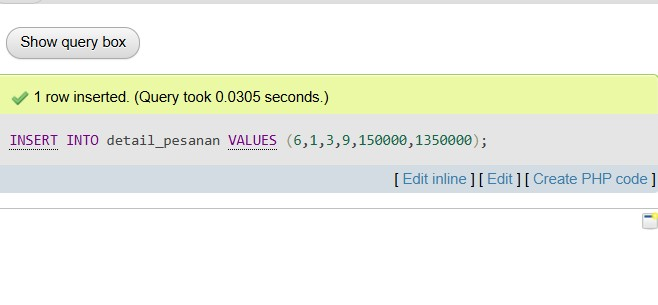 Show query box
1 row inserted. (Query took 0.0305 seconds.)
INSERT INTO detail_pesanan VALUES (6,1,3,9,150000,1350000);
[ Edit inline ] [ Edit ] [ Create PHP code ]